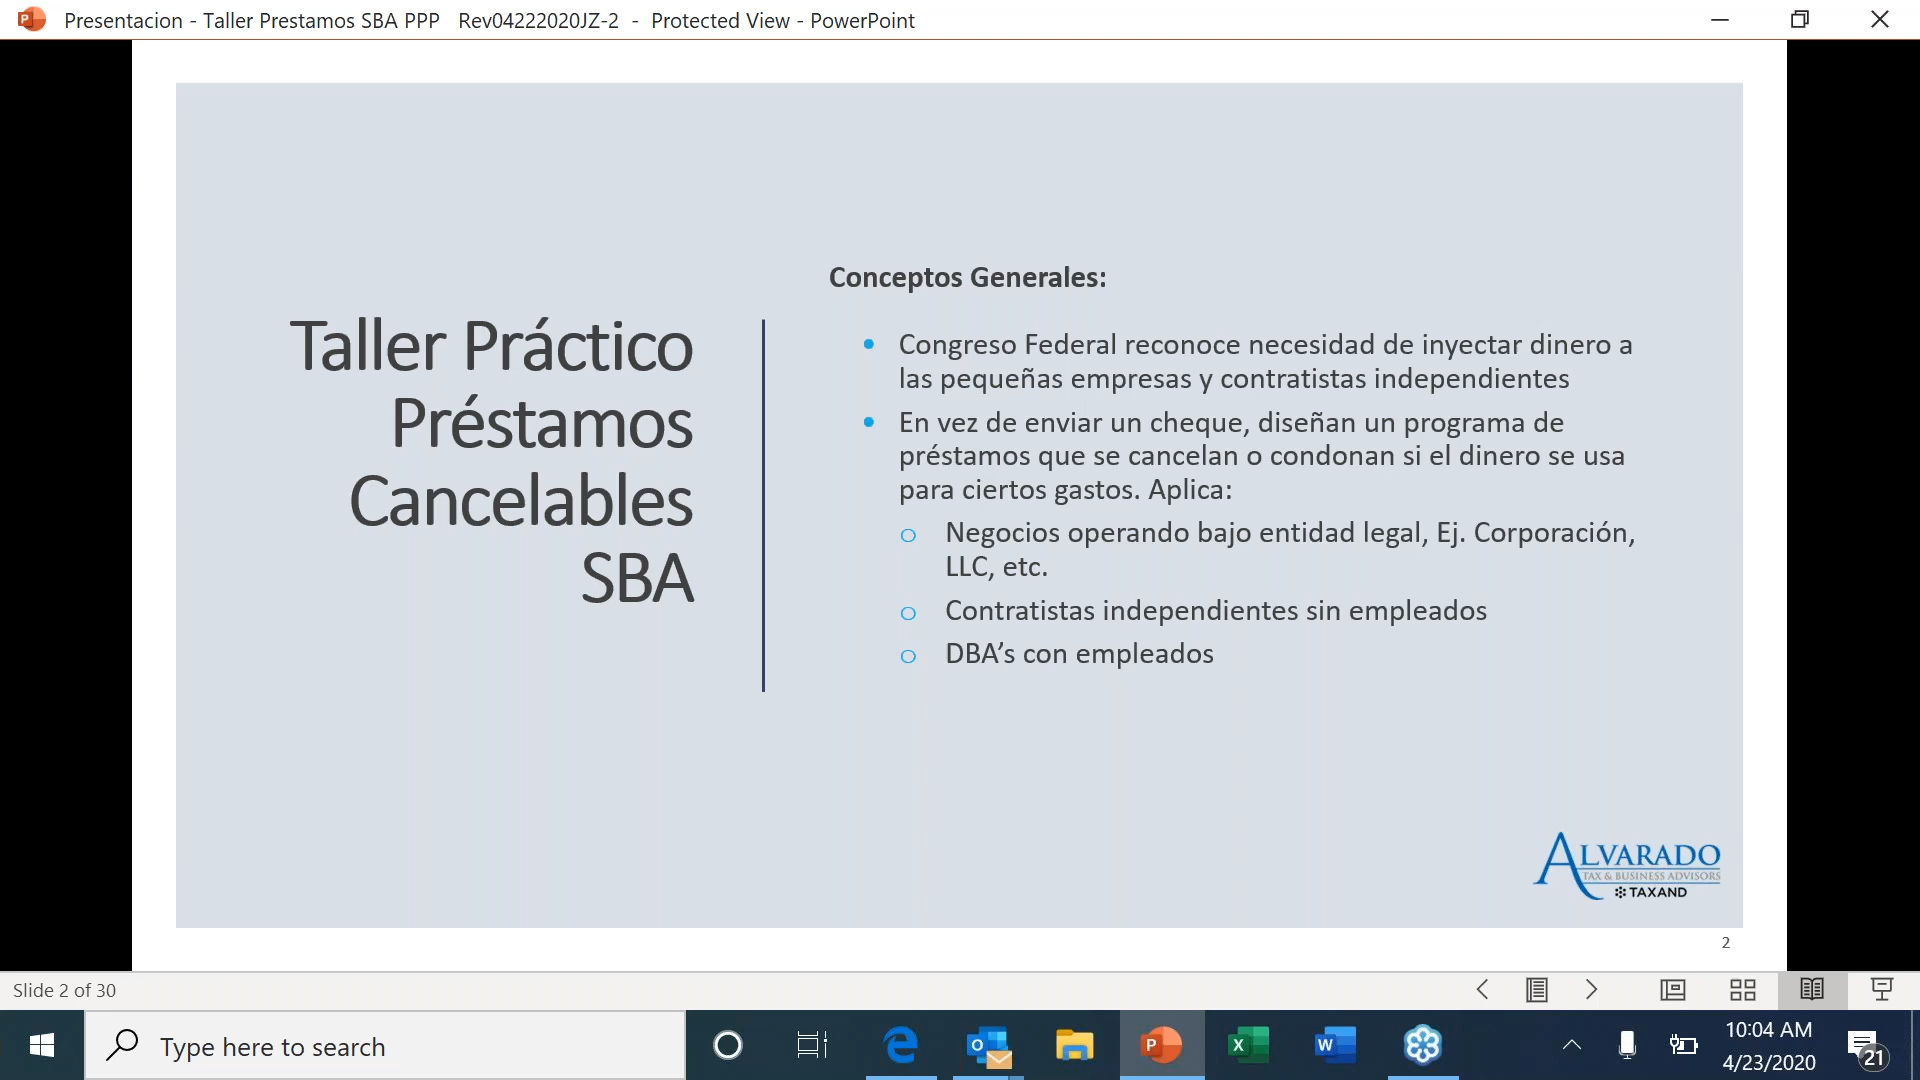 Presentacion - Taller Prestamos SBA PPP   Rev04222020JZ-2  -  Protected View - PowerPoint
Taller Práctico
Préstamos
Cancelables
SBA
Conceptos Generales:
Congreso Federal reconoce necesidad de inyectar dinero a
las pequeñas empresas y contratistas independientes
En vez de enviar un cheque, diseñan un programa de
préstamos que se cancelan o condonan si el dinero se usa
para ciertos gastos. Aplica:
Negocios operando bajo entidad legal, Ej. Corporación,
LLC, etc.
Contratistas independientes sin empleados
DBA’s con empleados
ALVARADO
TAX & BUSINESS ADVISORS
TAXAND
2
Slide 2 of 30
Type here to search
10:04 AM
4/23/2020
21